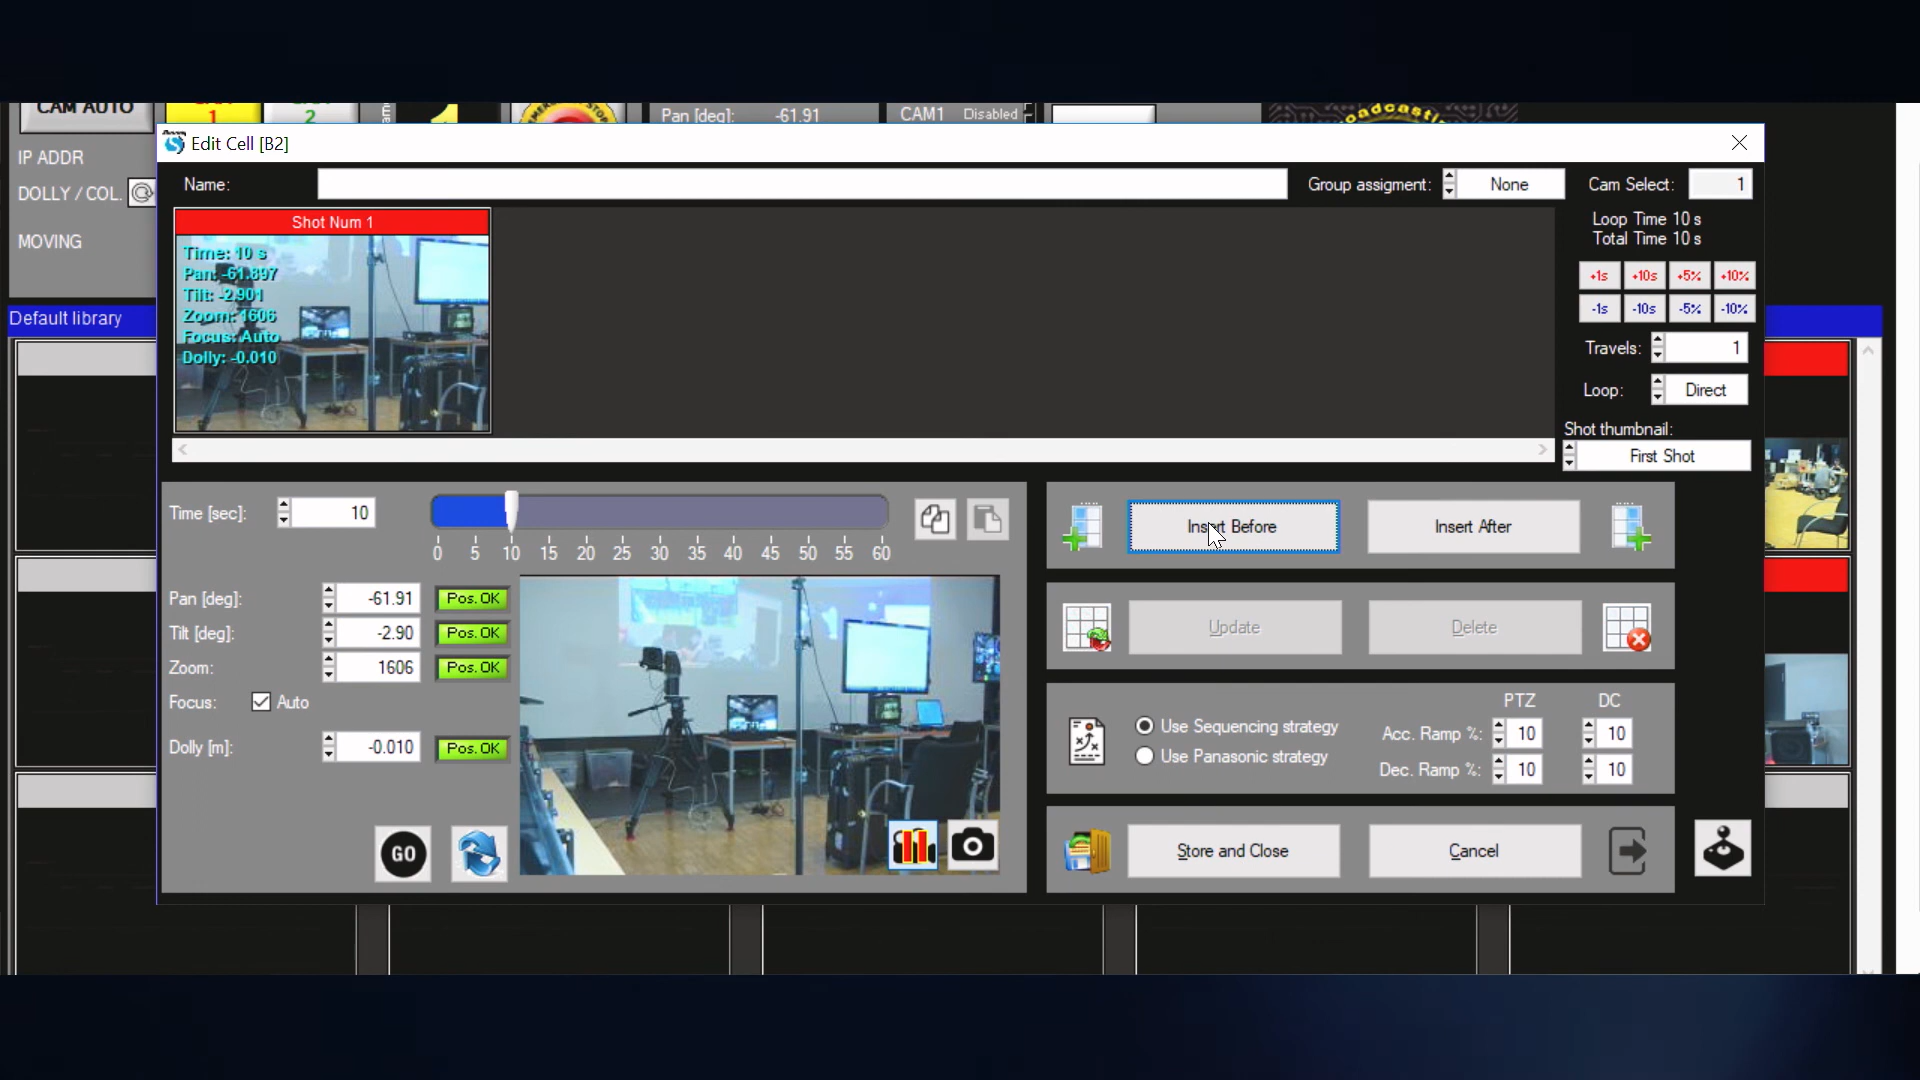 CAM AUTO
1
2
1
Pan [deg]: -61.91
CAM1 Disabled
adcasti
IP ADDR
DOLLY / COL.
MOVING
Default library
Edit Cell [B2]
Name:
Group assigment: None
Cam Select: 1
Shot Num 1
Time: 10 s
Pan: -61.897
Tilt: -2.901
Zoom: 1606
Focus: Auto
Dolly: -0.010
Loop Time 10 s
Total Time 10 s
+1s +10s +5% +10%
-1s -10s -5% -10%
Travels: 1
Loop: Direct
Shot thumbnail:
First Shot
Time [sec]: 10
0 5 10 15 20 25 30 35 40 45 50 55 60
Pan [deg]: -61.91 Pos. OK
Tilt [deg]: -2.90 Pos. OK
Zoom: 1606 Pos. OK
Focus: Auto
Dolly [m]: -0.010 Pos. OK
GO
Insert Before
Insert After
Update
Delete
PTZ DC
Use Sequencing strategy
Use Panasonic strategy
Acc. Ramp %: 10 10
Dec. Ramp %: 10 10
Store and Close
Cancel